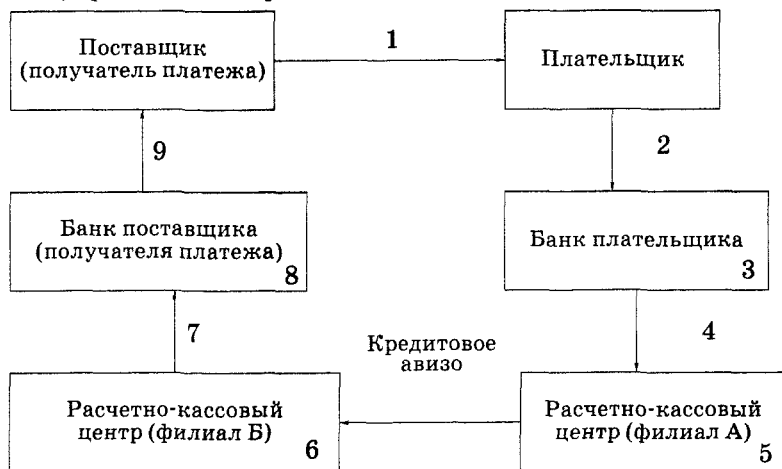 Поставщик
(получатель платежа)
1
Плательщик
9
2
Банк поставщика
(получателя платежа)
8
Банк плательщика
3
7
Кредитовое
авизо
4
Расчетно-кассовый
центр (филиал Б)
6
Расчетно-кассовый
центр (филиал А)
5